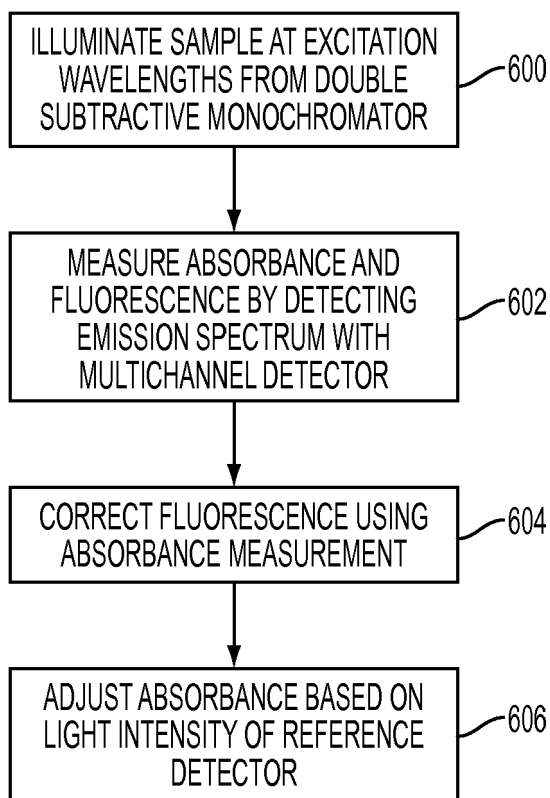 ILLUMINATE SAMPLE AT EXCITATION
WAVELENGTHS FROM DOUBLE
SUBTRACTIVE MONOCHROMATOR
600
MEASURE ABSORBANCE AND
FLUORESCENCE BY DETECTING
EMISSION SPECTRUM WITH
MULTICHANNEL DETECTOR
602
CORRECT FLUORESCENCE USING
ABSORBANCE MEASUREMENT
604
ADJUST ABSORBANCE BASED ON
LIGHT INTENSITY OF REFERENCE
DETECTOR
606